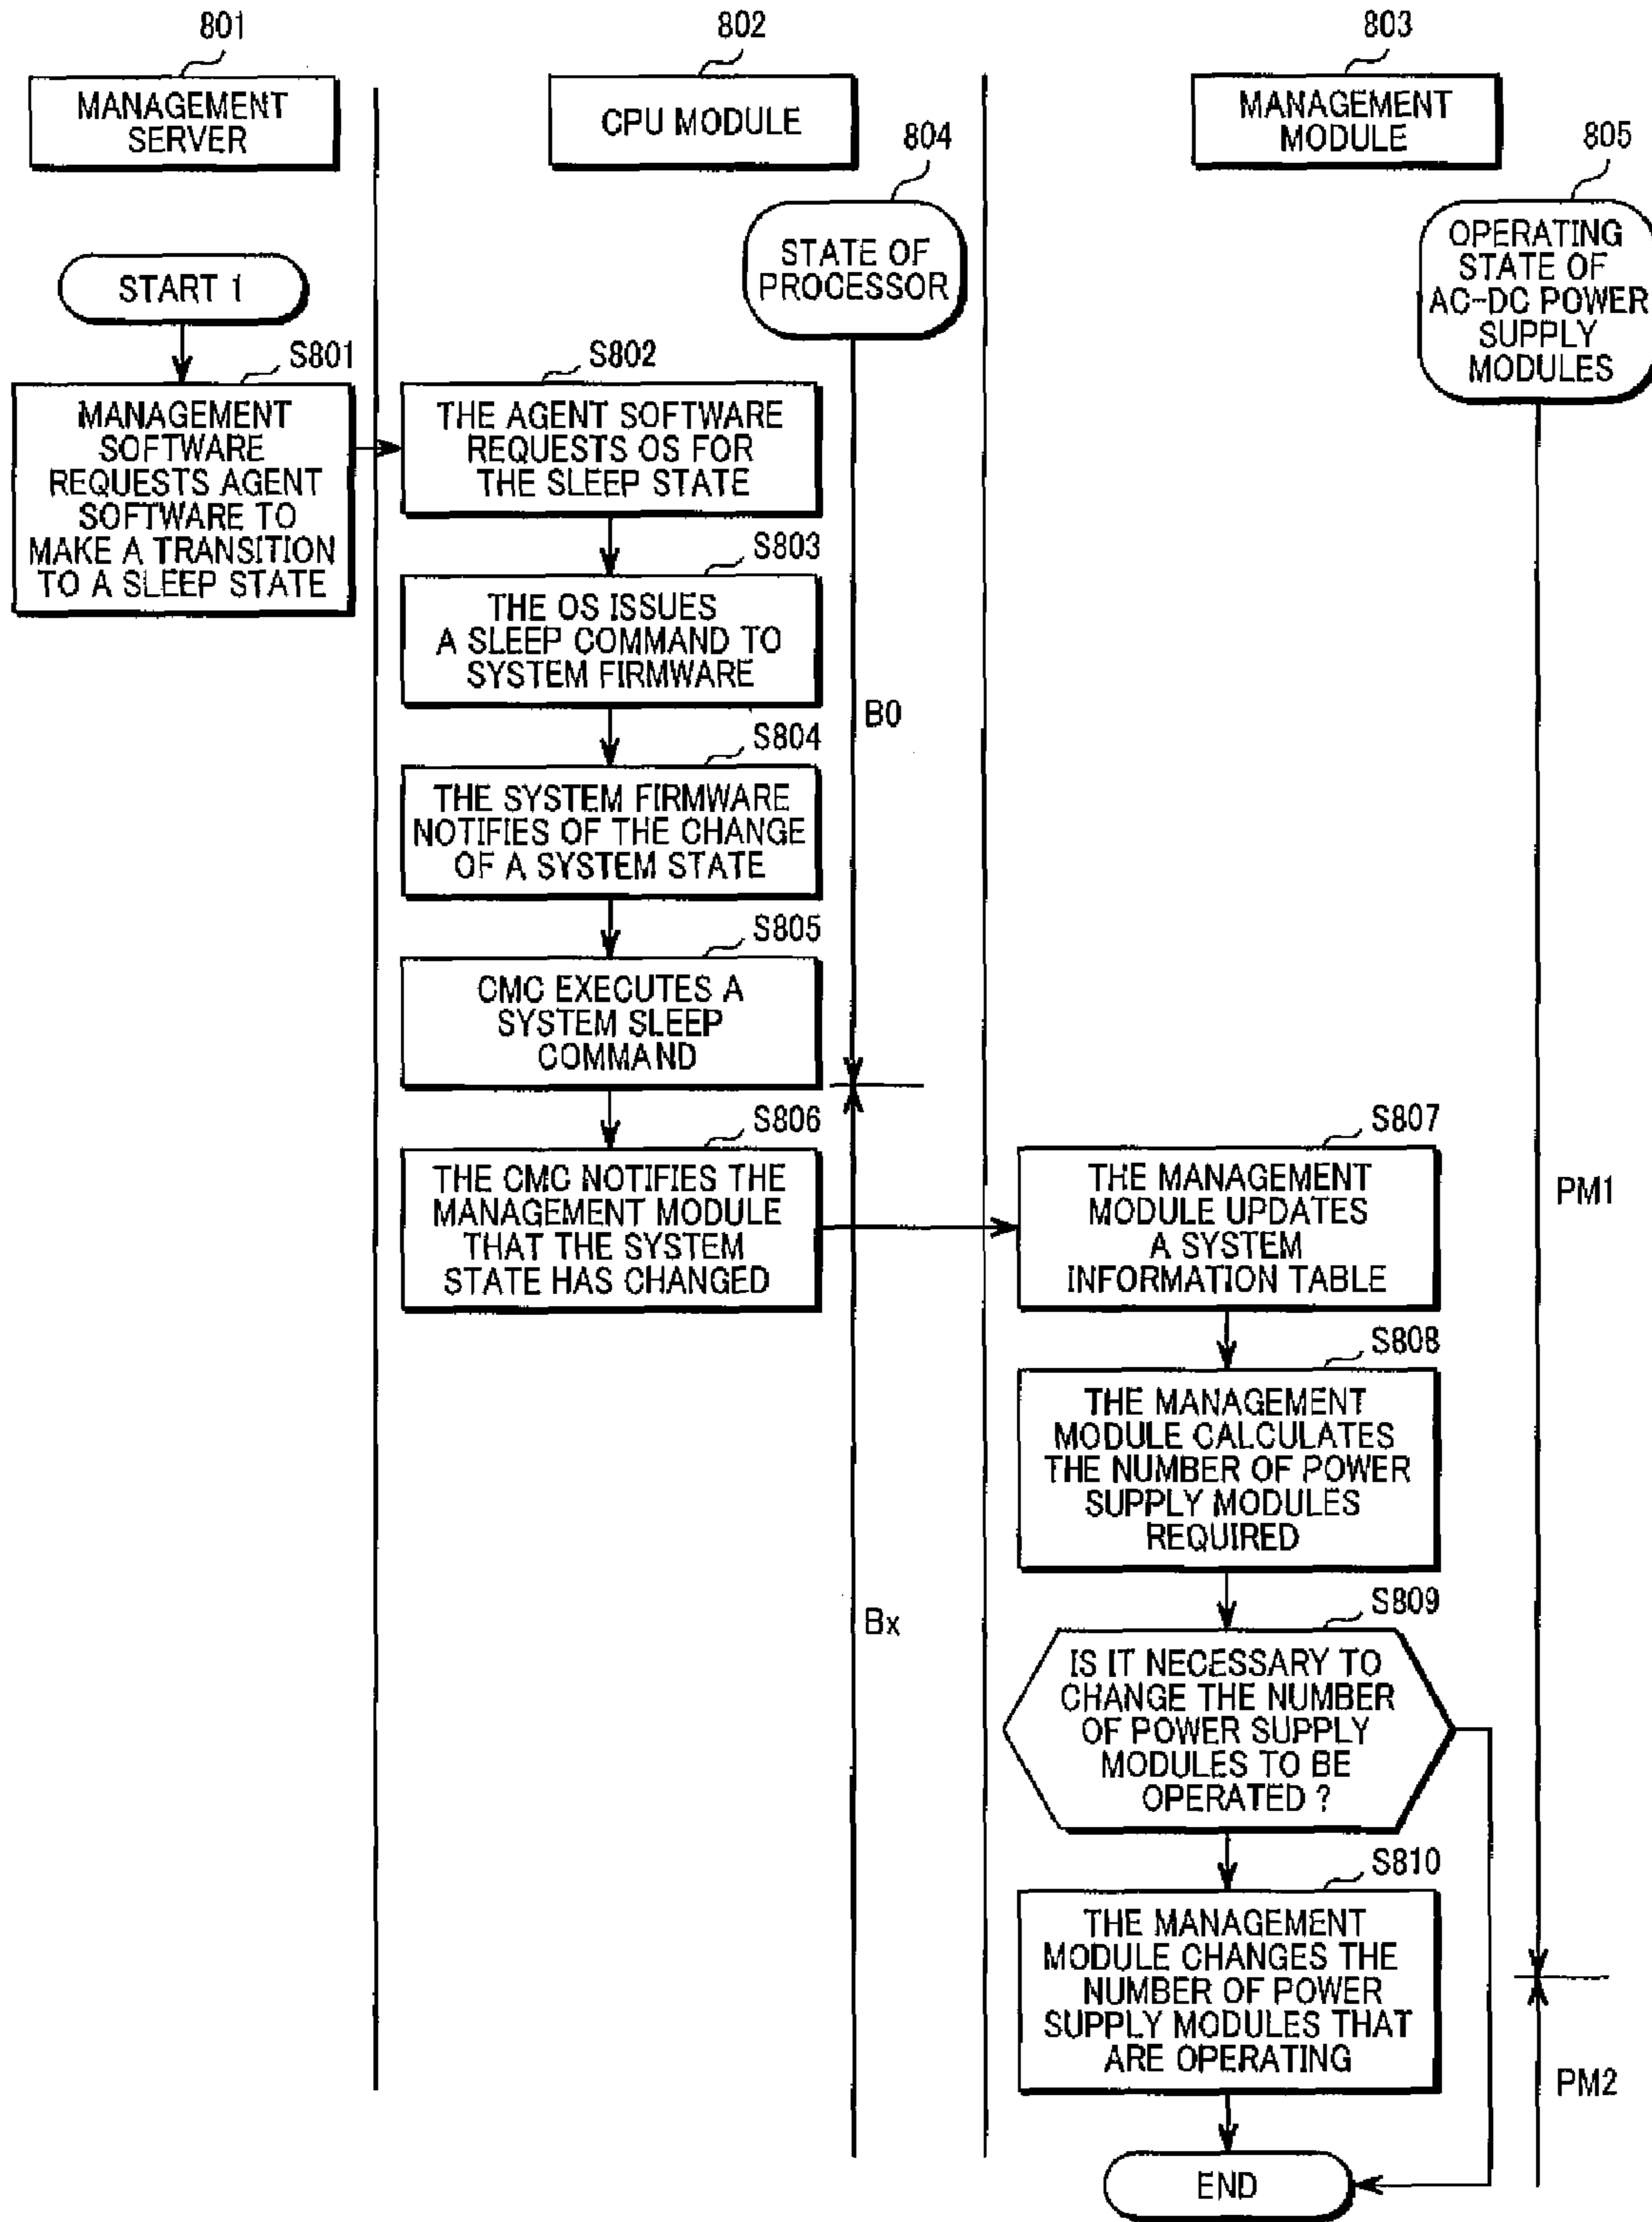 801
MANAGEMENT
SERVER
802
CPU MODULE
803
MANAGEMENT
MODULE
804
STATE OF
PROCESSOR
805
OPERATING
STATE OF
AC-DC POWER
SUPPLY
MODULES
START 1
S801
MANAGEMENT
SOFTWARE
REQUESTS AGENT
SOFTWARE TO
MAKE A TRANSITION
TO A SLEEP STATE
S802
THE AGENT SOFTWARE
REQUESTS OS FOR
THE SLEEP STATE
S803
THE OS ISSUES
A SLEEP COMMAND TO
SYSTEM FIRMWARE
B0
S804
THE SYSTEM FIRMWARE
NOTIFIES OF THE CHANGE
OF A SYSTEM STATE
S805
CMC EXECUTES A
SYSTEM SLEEP
COMMAND
S806
THE CMC NOTIFIES THE
MANAGEMENT MODULE
THAT THE SYSTEM
STATE HAS CHANGED
S807
THE MANAGEMENT
MODULE UPDATES
A SYSTEM
INFORMATION TABLE
PM1
S808
THE MANAGEMENT
MODULE CALCULATES
THE NUMBER OF POWER
SUPPLY MODULES
REQUIRED
Bx
S809
IS IT NECESSARY TO
CHANGE THE NUMBER
OF POWER SUPPLY
MODULES TO BE
OPERATED ?
S810
THE MANAGEMENT
MODULE CHANGES THE
NUMBER OF POWER
SUPPLY MODULES THAT
ARE OPERATING
PM2
END